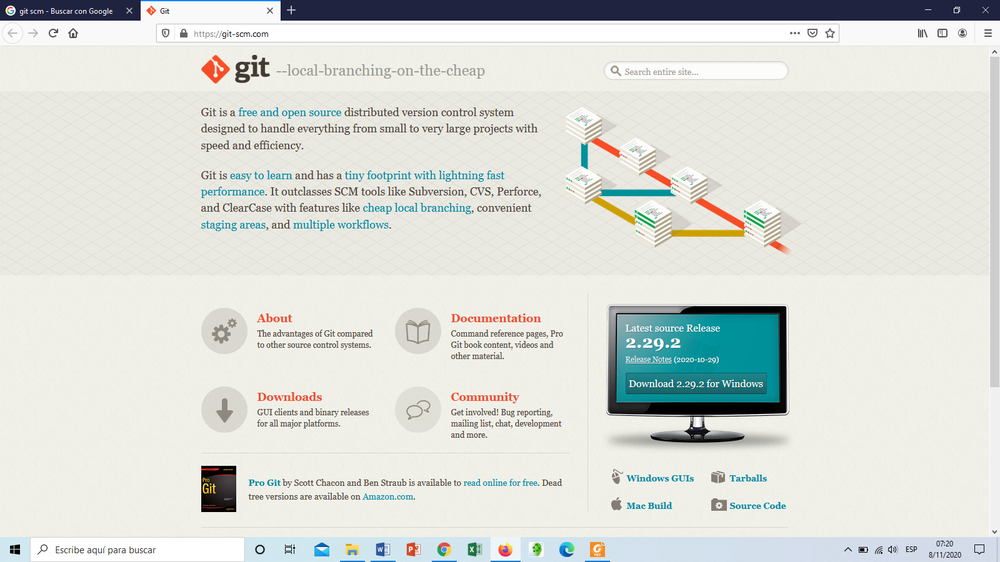 git scm - Buscar con Google
Git
https://git-scm.com
git --local-branching-on-the-cheap
Search entire site...
Git is a free and open source distributed version control system
designed to handle everything from small to very large projects with
speed and efficiency.
Git is easy to learn and has a tiny footprint with lightning fast
performance. It outclasses SCM tools like Subversion, CVS, Perforce,
and ClearCase with features like cheap local branching, convenient
staging areas, and multiple workflows.
About
The advantages of Git compared
to other source control systems.
Documentation
Command reference pages, Pro
Git book content, videos and
other material.
Downloads
GUI clients and binary releases
for all major platforms.
Community
Get involved! Bug reporting,
mailing list, chat, development
and more.
Latest source Release
2.29.2
Release Notes (2020-10-29)
Download 2.29.2 for Windows
Pro
Git
Pro Git by Scott Chacon and Ben Straub is available to read online for free. Dead
tree versions are available on Amazon.com.
Windows GUIs
Tarballs
Mac Build
Source Code
Escribe aquí para buscar
ESP
07:20
8/11/2020